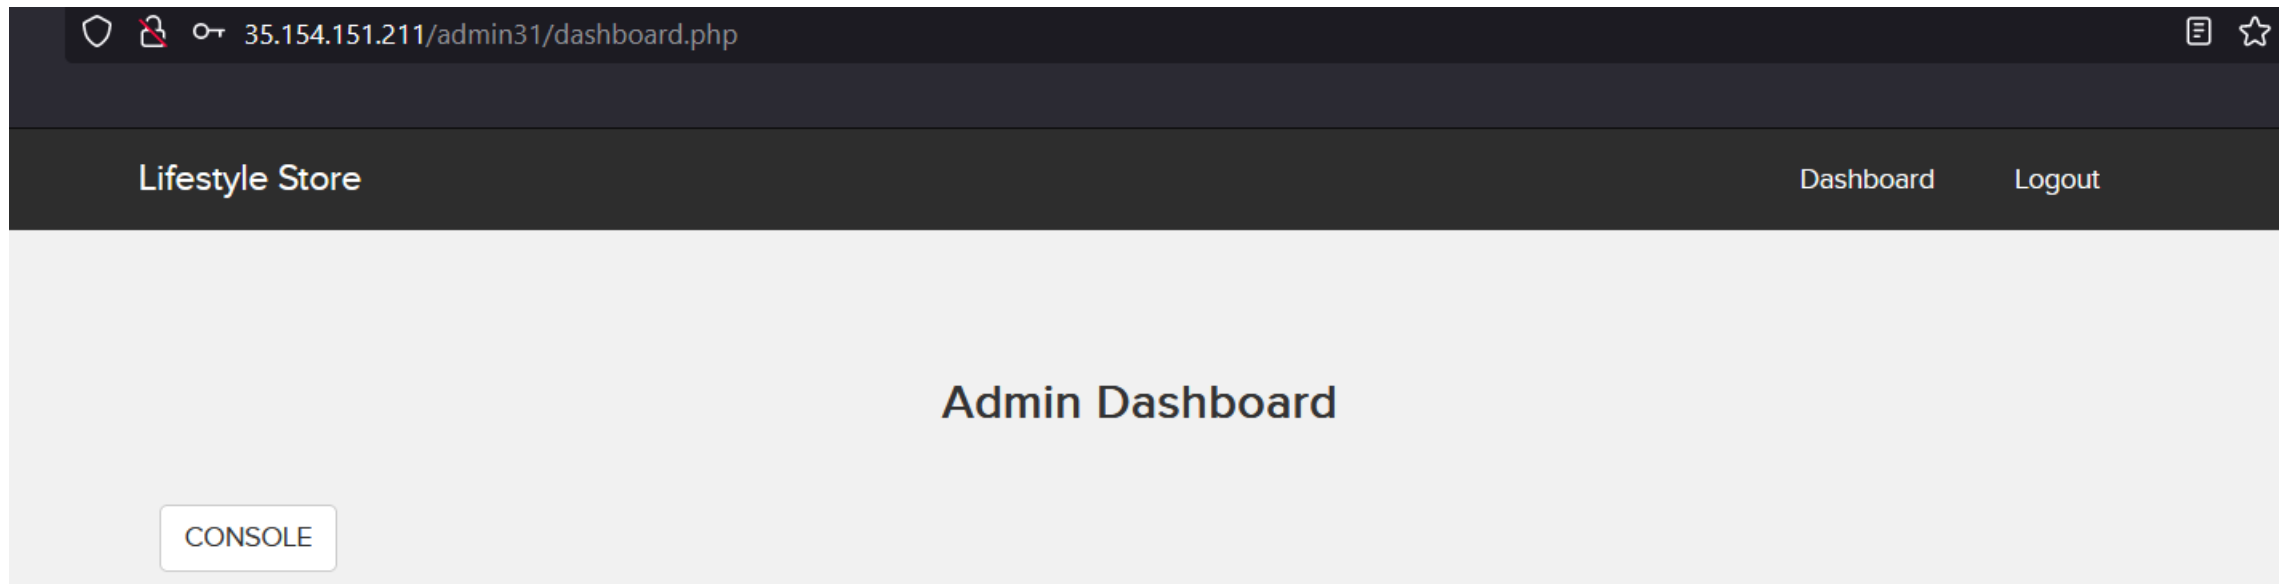 35.154.151.211/admin31/dashboard.php
Lifestyle Store Dashboard Logout
Admin Dashboard
CONSOLE